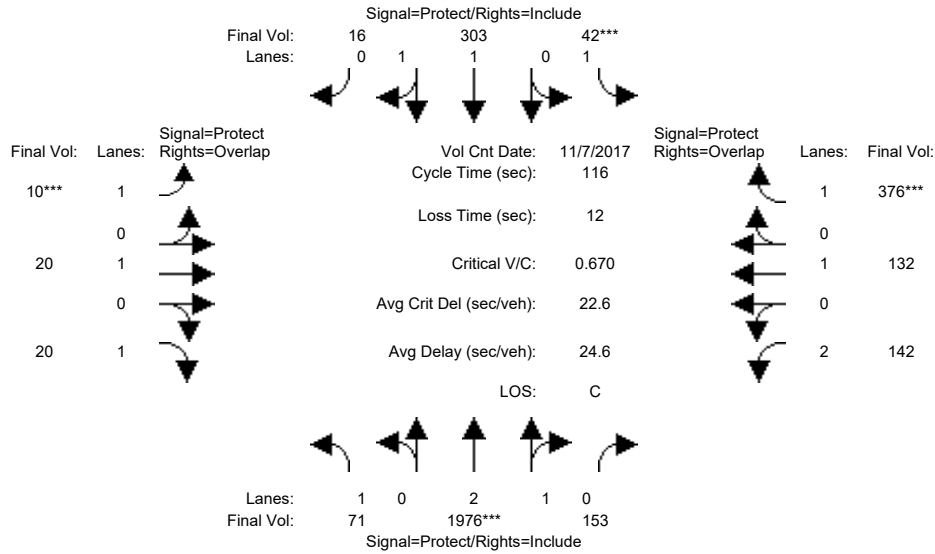 Signal=Protect/Rights=Include
Final Vol: 16 303 42***
Lanes: 0 1 1 0 1
Signal=Protect Signal=Protect
Final Vol: Lanes: Rights=Overlap Vol Cnt Date: 11/7/2017 Rights=Overlap Lanes: Final Vol:
Cycle Time (sec): 116
10*** 1 1 376***
Loss Time (sec): 12
0 0
20 1 Critical V/C: 0.670 1 132
0 Avg Crit Del (sec/veh): 22.6 0
20 1 Avg Delay (sec/veh): 24.6 2 142
LOS: C
Lanes: 1 0 2 1 0
Final Vol: 71 1976*** 153
Signal=Protect/Rights=Include